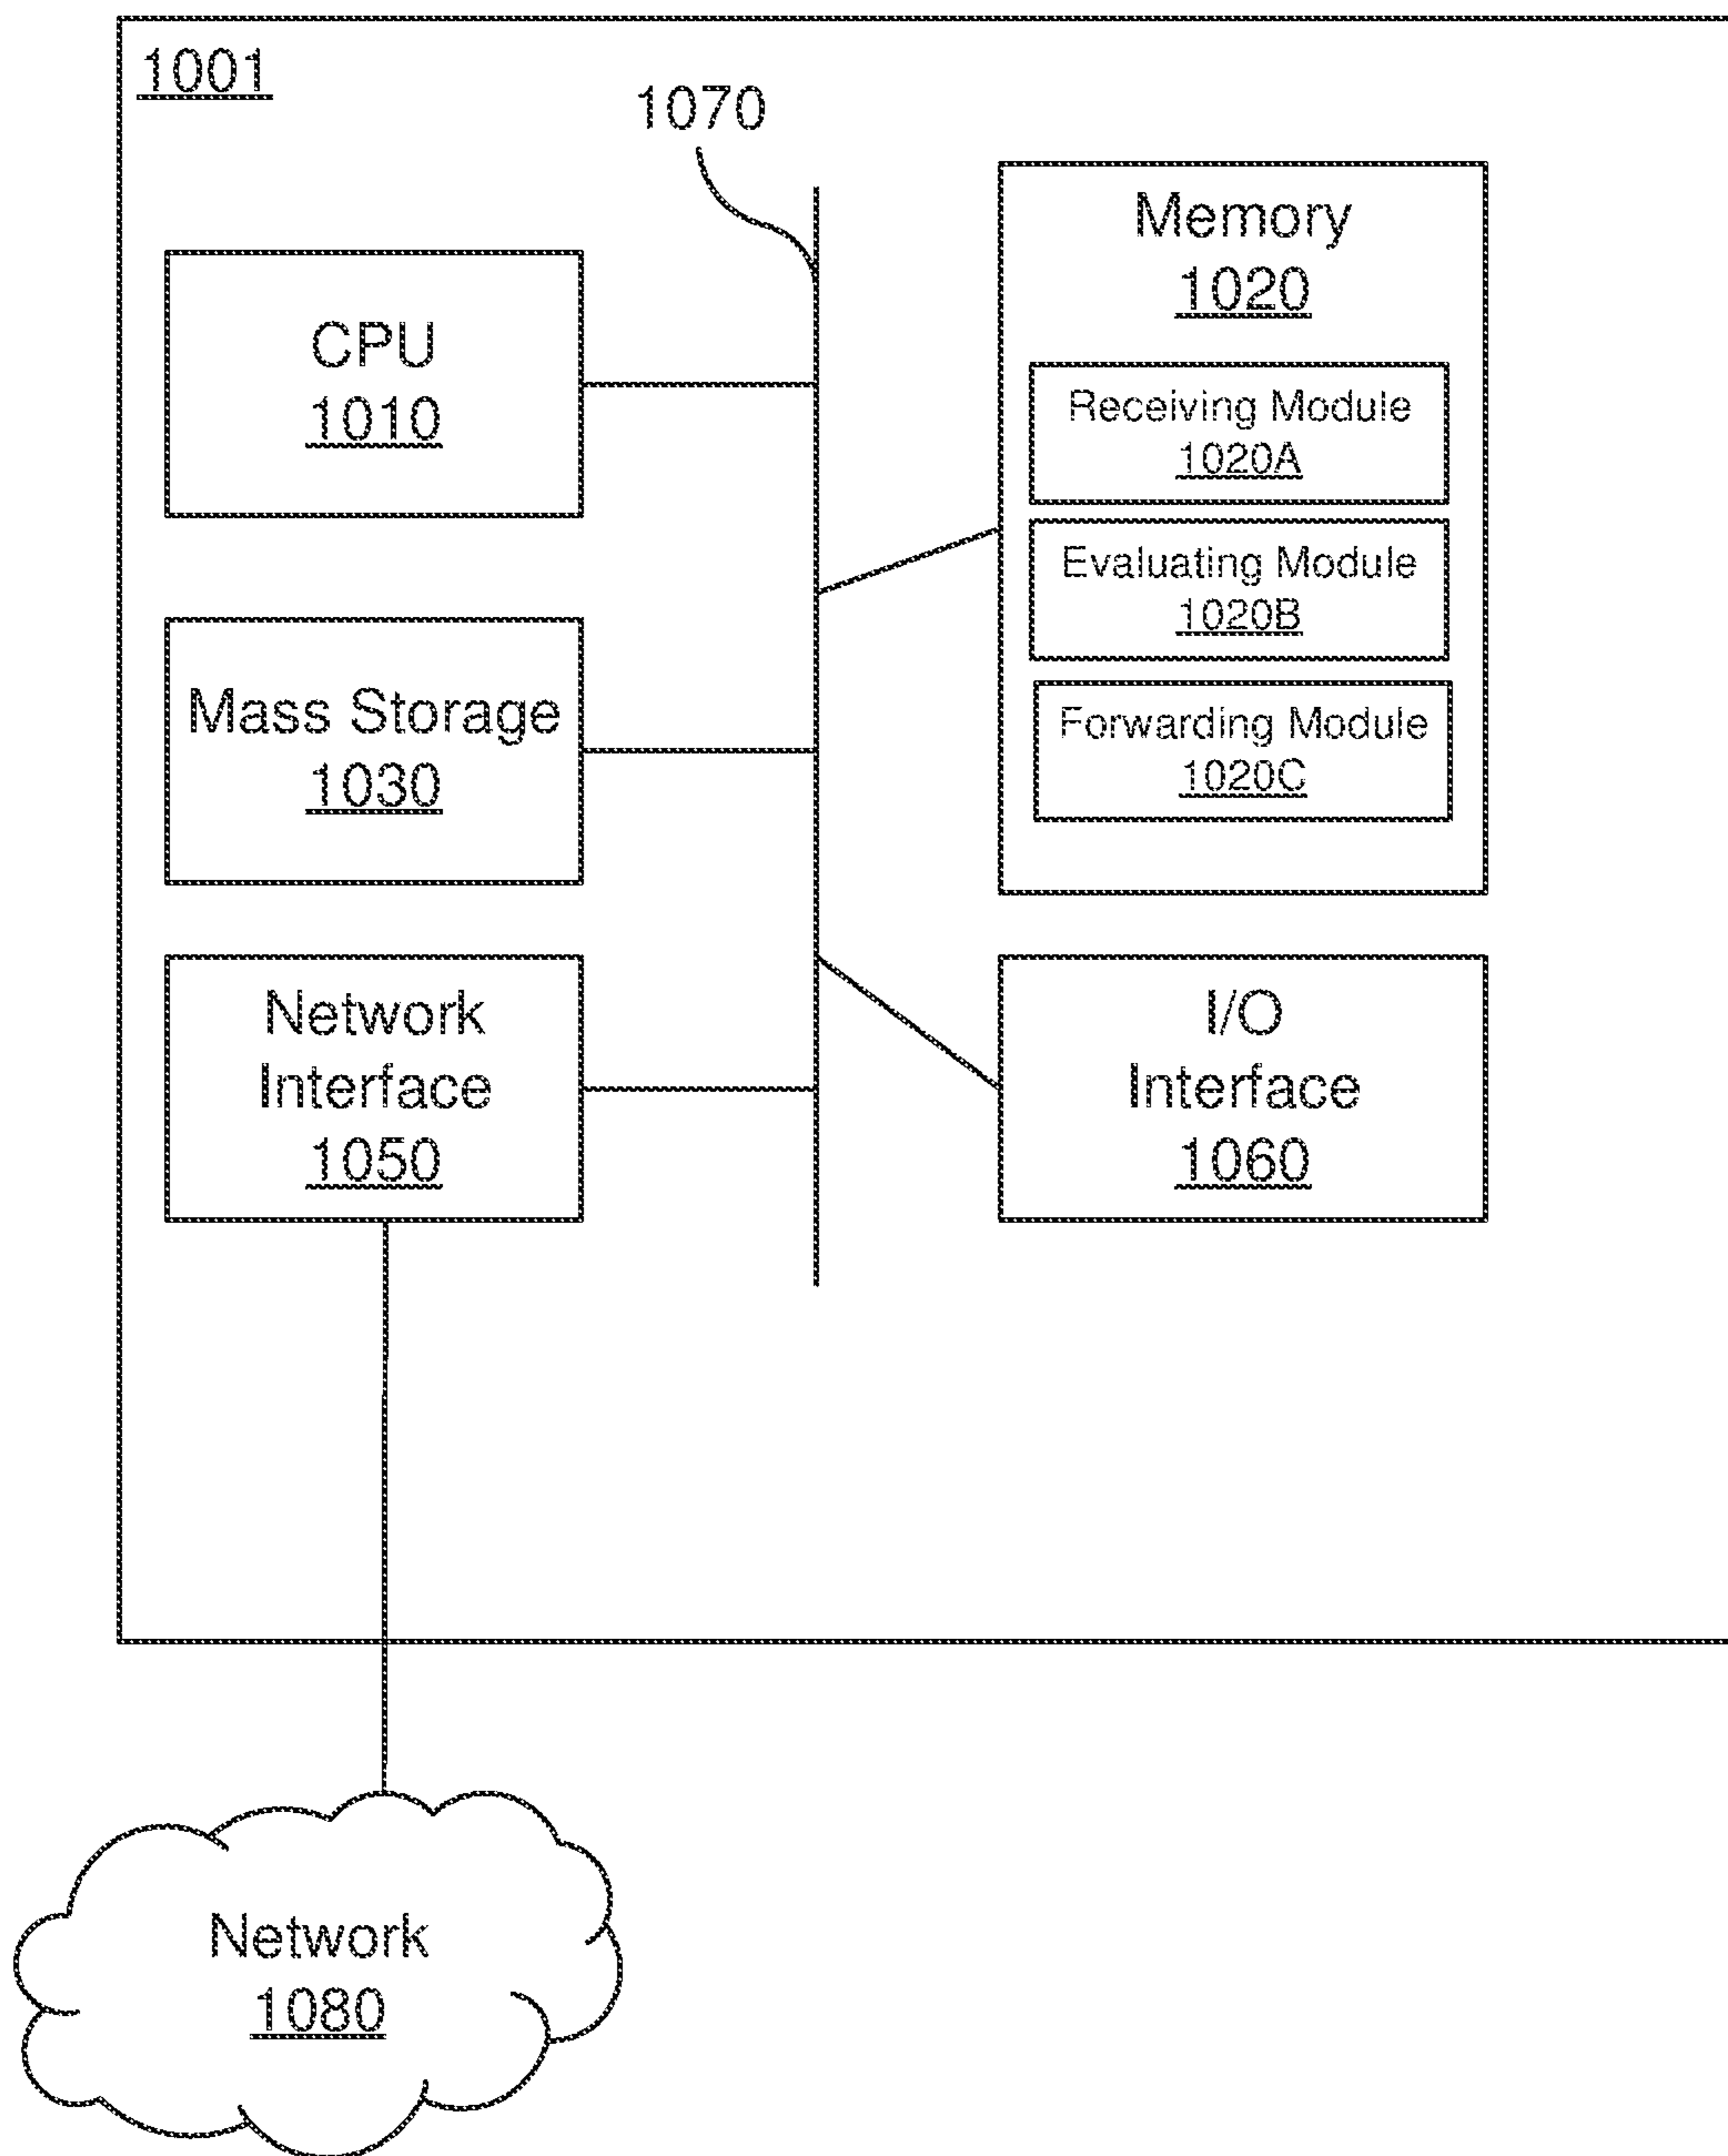 1001
1070
CPU
1010
Memory
1020
Receiving Module
1020A
Evaluating Module
1020B
Forwarding Module
1020C
Mass Storage
1030
Network
Interface
1050
I/O
Interface
1060
Network
1080